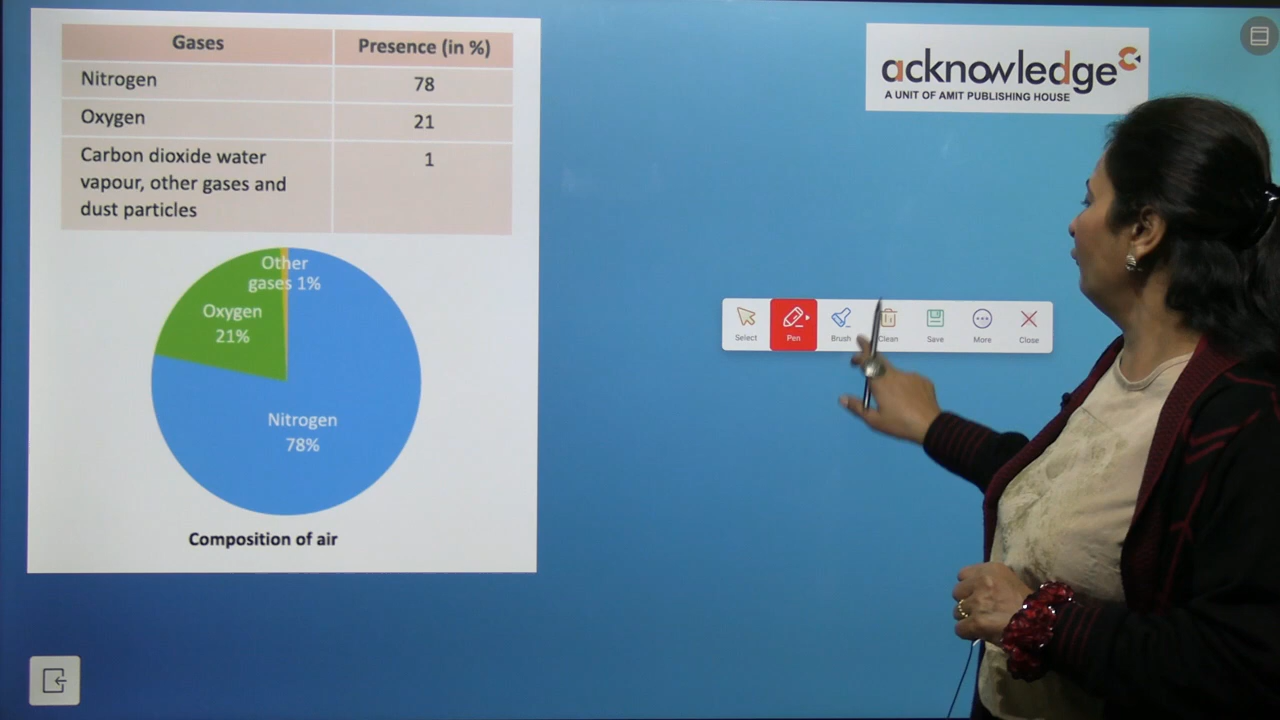 Gases Presence (in %)
Nitrogen 78
Oxygen 21
Carbon dioxide water 1
vapour, other gases and
dust particles
Other
gases 1%
Oxygen
21%
Nitrogen
78%
Composition of air
acknowledge
A UNIT OF AMIT PUBLISHING HOUSE
Select Pen Brush Clean Save More Close